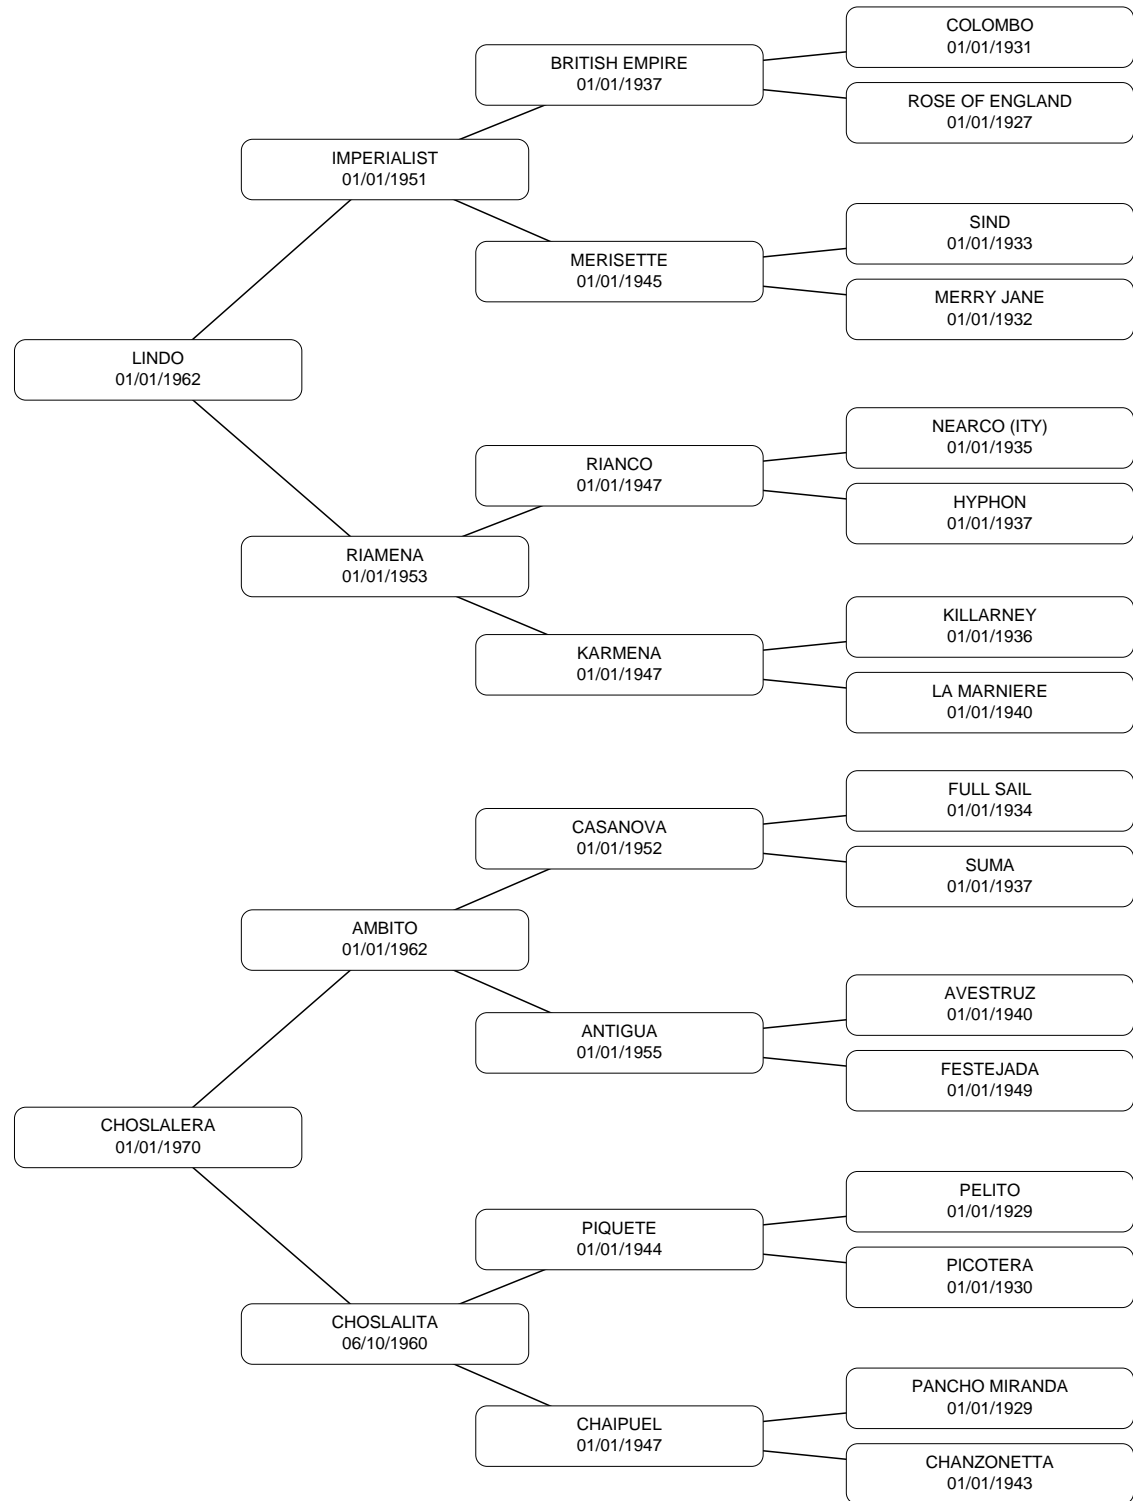 COLOMBO
01/01/1931
BRITISH EMPIRE
01/01/1937
ROSE OF ENGLAND
01/01/1927
IMPERIALIST
01/01/1951
SIND
01/01/1933
MERISETTE
01/01/1945
MERRY JANE
01/01/1932
LINDO
01/01/1962
NEARCO (ITY)
01/01/1935
RIANCO
01/01/1947
HYPHON
01/01/1937
RIAMENA
01/01/1953
KILLARNEY
01/01/1936
KARMENA
01/01/1947
LA MARNIERE
01/01/1940
FULL SAIL
01/01/1934
CASANOVA
01/01/1952
SUMA
01/01/1937
AMBITO
01/01/1962
AVESTRUZ
01/01/1940
ANTIGUA
01/01/1955
FESTEJADA
01/01/1949
CHOSLALERA
01/01/1970
PELITO
01/01/1929
PIQUETE
01/01/1944
PICOTERA
01/01/1930
CHOSLALITA
06/10/1960
PANCHO MIRANDA
01/01/1929
CHAIPUEL
01/01/1947
CHANZONETTA
01/01/1943